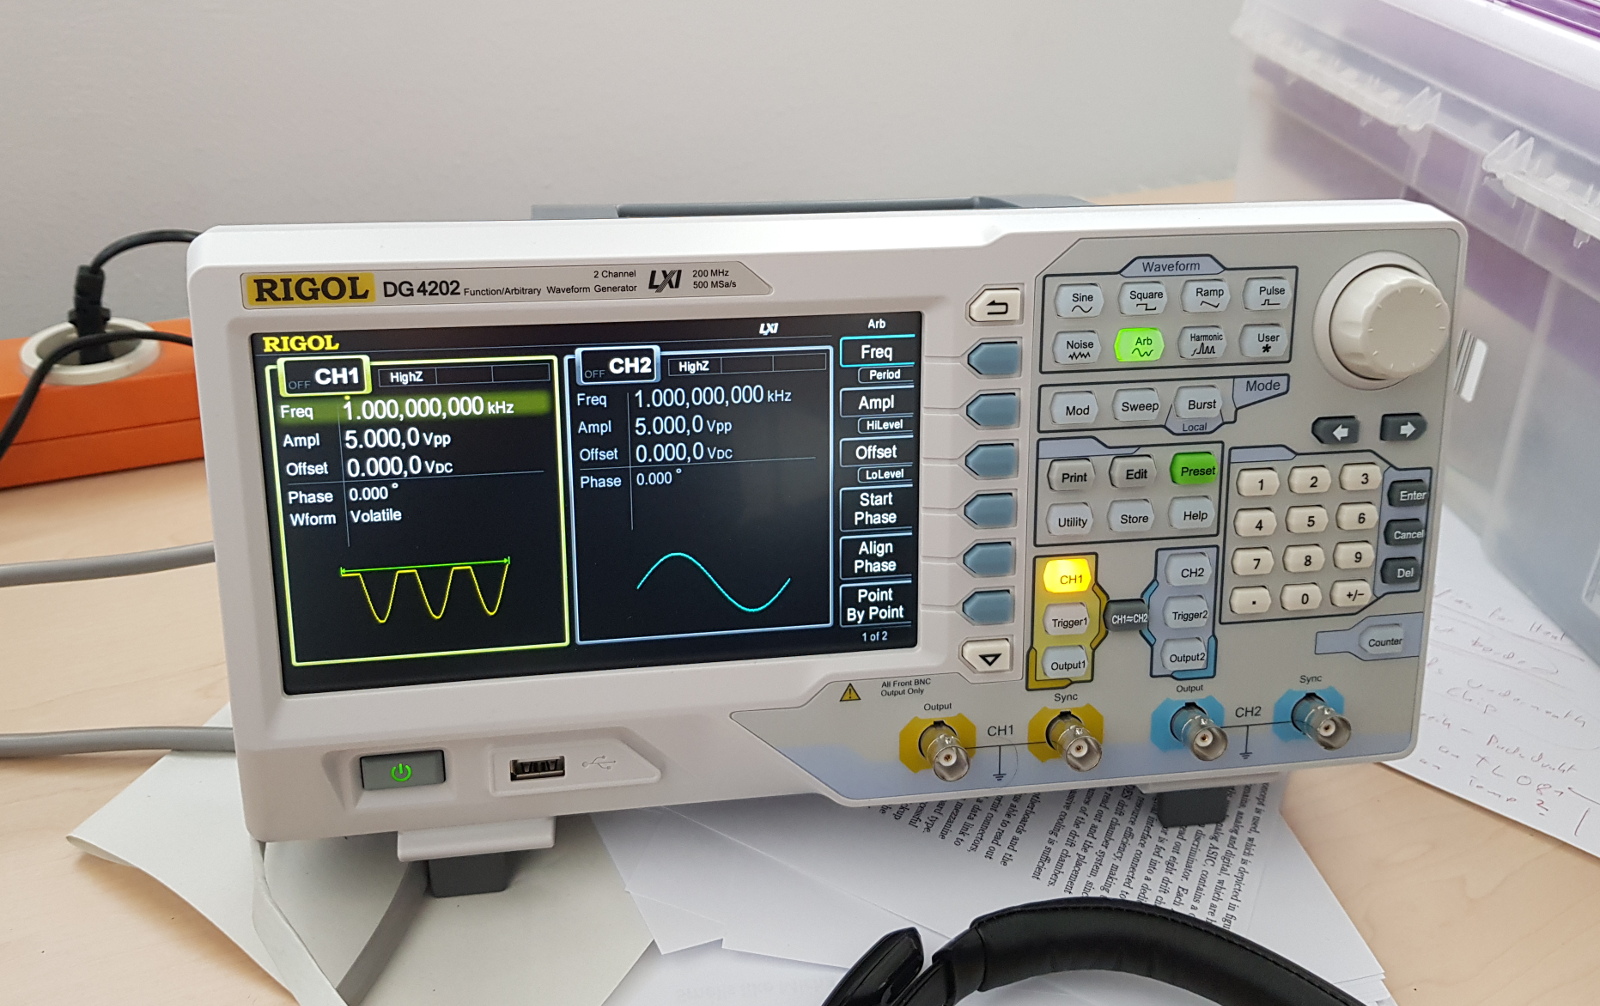 RIGOL DG4202 Function/Arbitrary Waveform Generator
2 Channel
LXI
200 MHz
500 MSa/s
RIGOL
LXI
OFF CH1 HighZ
Freq 1.000,000,000 kHz
Ampl 5.000,0 Vpp
Offset 0.000,0 VDC
Phase 0.000 °
Wform Volatile
OFF CH2 HighZ
Freq 1.000,000,000 kHz
Ampl 5.000,0 Vpp
Offset 0.000,0 VDC
Phase 0.000 °
Arb
Freq
Period
Ampl
HiLevel
Offset
LoLevel
Start
Phase
Align
Phase
Point
By Point
1 of 2
Waveform
Sine Square Ramp Pulse
Noise Arb Harmonic User
Mode
Mod Sweep Burst
Local
Print Edit Preset
Utility Store Help
CH1 CH2
Trigger1 CH1≈CH2 Trigger2
Output1 Output2
1 2 3 Enter
4 5 6 Cancel
7 8 9 Del
. 0 +/-
Counter
All Front BNC
Output Only
Output CH1 Sync
Output CH2 Sync